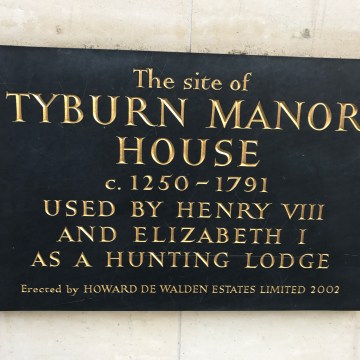 The site of
TYBURN MANOR
HOUSE
c. 1250 – 1791
USED BY HENRY VIII
AND ELIZABETH I
AS A HUNTING LODGE
Erected by HOWARD DE WALDEN ESTATES LIMITED 2002